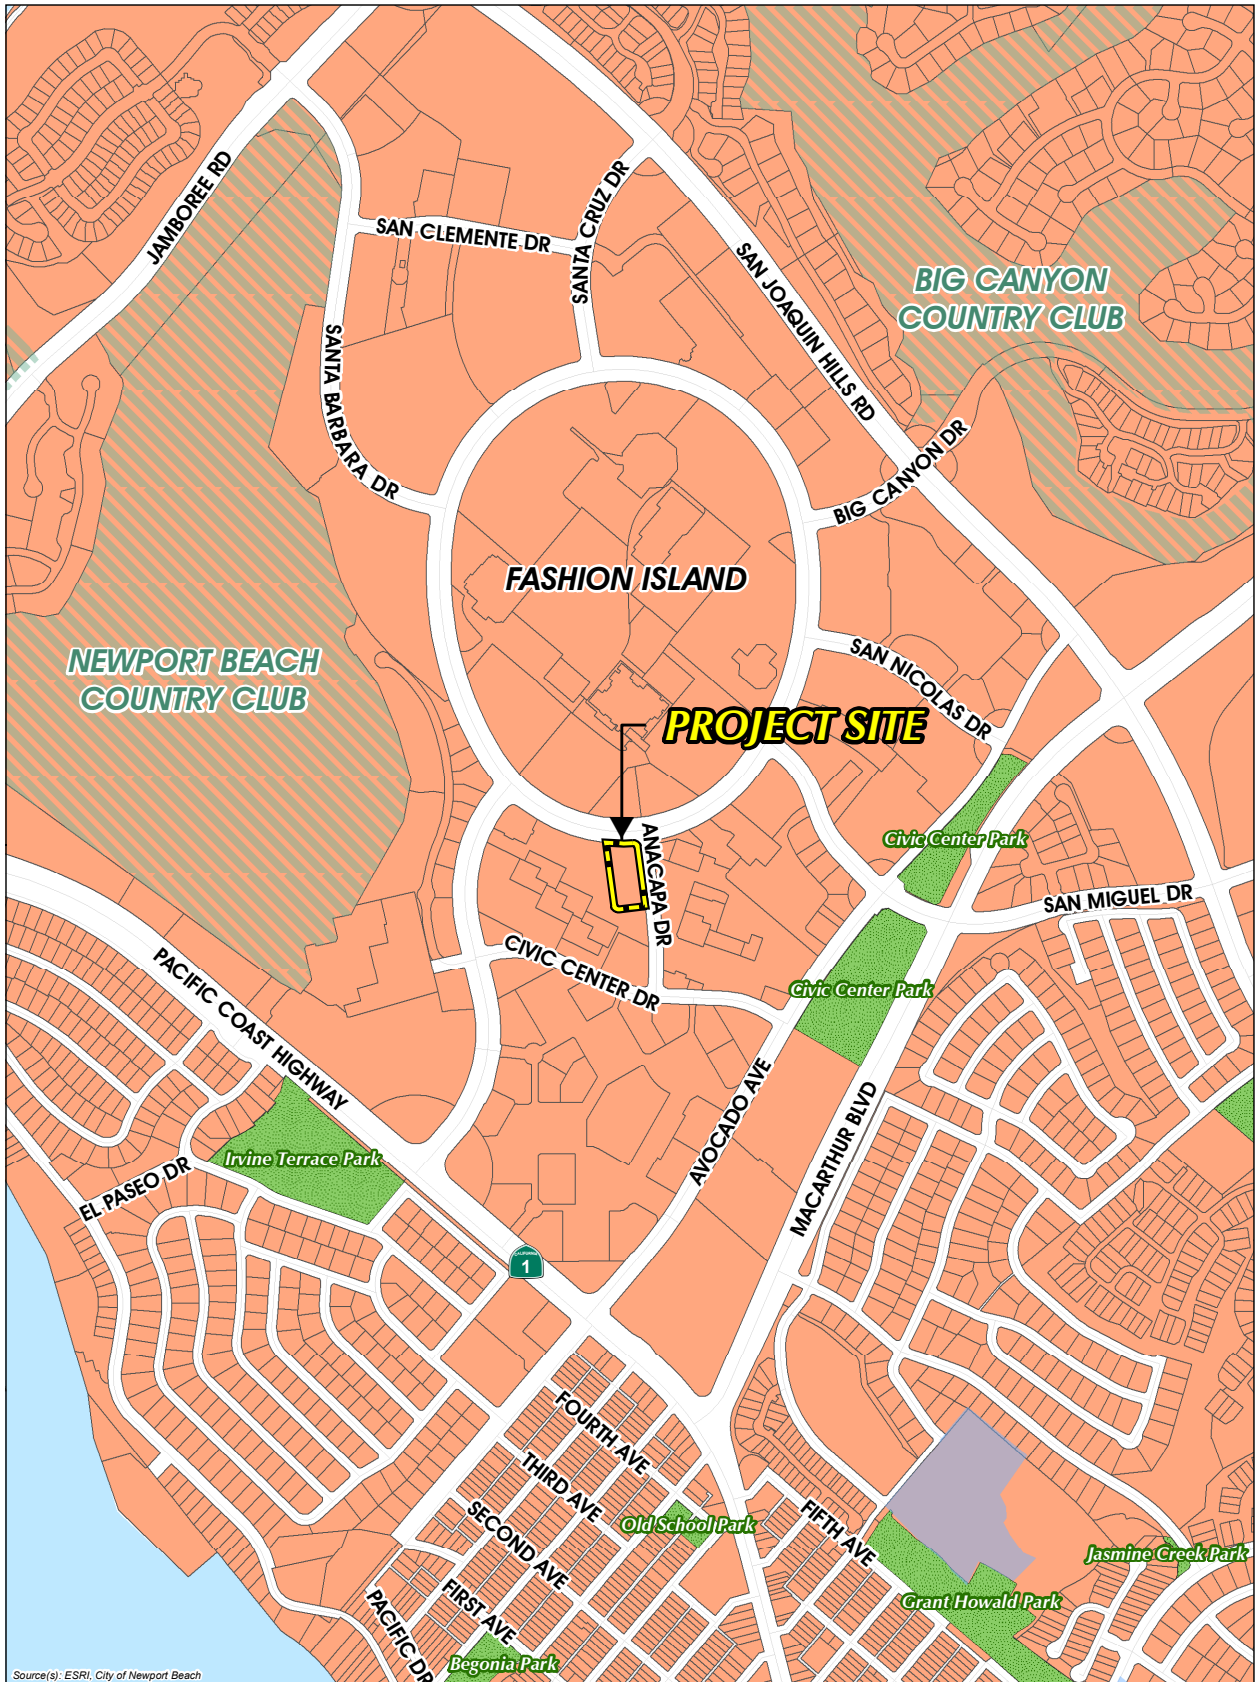 JAMBOREE RD
SAN CLEMENTE DR
SANTA CRUZ DR
SAN JOAQUIN HILLS RD
BIG CANYON
COUNTRY CLUB
SANTA BARBARA DR
BIG CANYON DR
FASHION ISLAND
NEWPORT BEACH
COUNTRY CLUB
SAN NICOLAS DR
PROJECT SITE
Civic Center Park
ANACAPA DR
SAN MIGUEL DR
CIVIC CENTER DR
Civic Center Park
PACIFIC COAST HIGHWAY
AVOCADO AVE
MACARTHUR BLVD
Irvine Terrace Park
EL PASEO DR
CALIFORNIA
1
FOURTH AVE
THIRD AVE
SECOND AVE
FIRST AVE
Old School Park
FIFTH AVE
Jasmine Creek Park
Grant Howald Park
PACIFIC DR
Begonia Park
Source(s): ESRI, City of Newport Beach